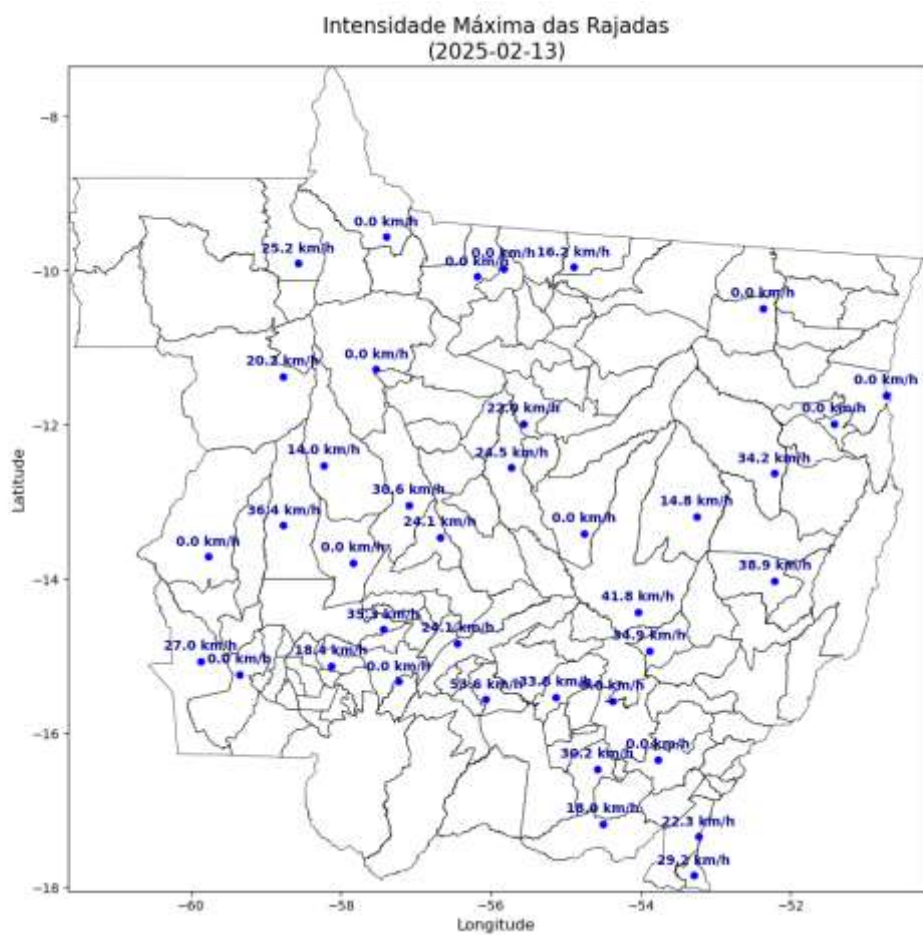 Intensidade Máxima das Rajadas
(2025-02-13)
−8
0.0 km/h
25.2 km/h
0.0 km/h
16.2 km/h
0.0 km/h
−10
0.0 km/h
20.2 km/h
0.0 km/h
0.0 km/h
22.0 km/h
0.0 km/h
−12
14.0 km/h
24.5 km/h
34.2 km/h
30.6 km/h
36.4 km/h
24.1 km/h
0.0 km/h
14.8 km/h
0.0 km/h
0.0 km/h
38.9 km/h
−14
41.8 km/h
35.3 km/h
24.1 km/h
34.9 km/h
27.0 km/h
0.0 km/h
18.4 km/h
0.0 km/h
53.6 km/h
33.8 km/h
km/h
−16
30.2 km/h
0.0 km/h
18.0 km/h
22.3 km/h
29.2 km/h
−18
−60
−58
−56
−54
−52
Latitude
Longitude